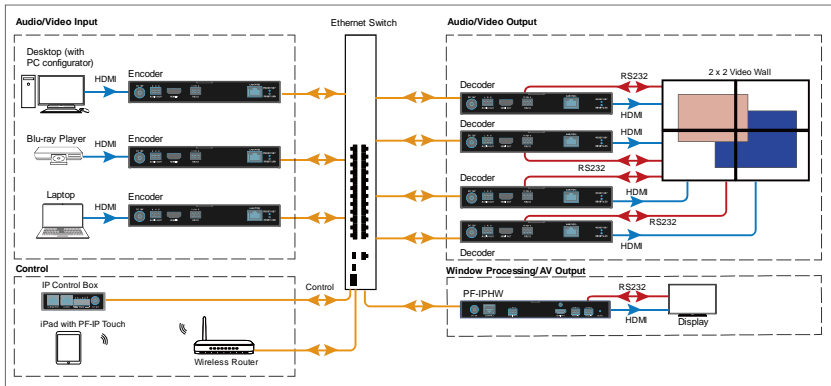 Audio/Video Input
Ethernet Switch
Audio/Video Output
Desktop (with
PC configurator)
HDMI
Encoder
Blu-ray Player
HDMI
Encoder
Laptop
HDMI
Encoder
Decoder
RS232
HDMI
2 x 2 Video Wall
Decoder
HDMI
RS232
RS232
Decoder
HDMI
RS232
HDMI
Decoder
Control
IP Control Box
Control
iPad with PF-IP Touch
Wireless Router
Window Processing/ AV Output
PF-IPHW
RS232
HDMI
Display